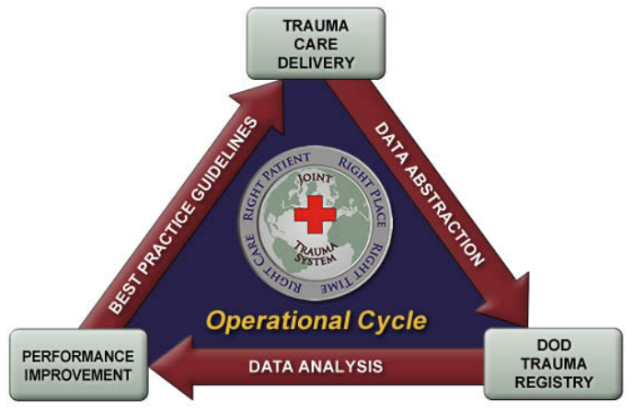 TRAUMA
CARE
DELIVERY
BEST PRACTICE GUIDELINES
DATA ABSTRACTION
RIGHT PATIENT
RIGHT PLACE
RIGHT TIME
RIGHT CARE
JOINT
TRAUMA
SYSTEM
Operational Cycle
PERFORMANCE
IMPROVEMENT
DATA ANALYSIS
DOD
TRAUMA
REGISTRY